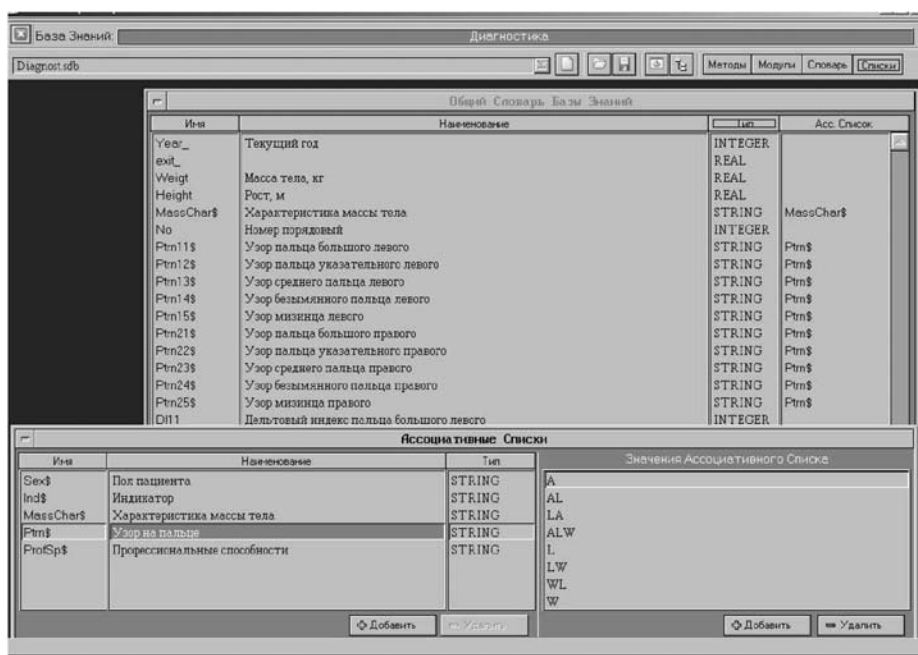 База Знаний: Диагностика
Diagnost.sdb Методы Модули Словарь Списки
Общий Словарь Базы Знаний
Имя Наименование Тип Асс. Список
Year_ Текущий год INTEGER
exit_ REAL
Weigt Масса тела, кг REAL
Height Рост, м REAL
MassChar$ Характеристика массы тела STRING MassChar$
No Номер порядовый INTEGER
Ptrn11$ Узор пальца большого левого STRING Ptrn$
Ptrn12$ Узор пальца указательного левого STRING Ptrn$
Ptrn13$ Узор среднего пальца левого STRING Ptrn$
Ptrn14$ Узор безымянного пальца левого STRING Ptrn$
Ptrn15$ Узор мизинца левого STRING Ptrn$
Ptrn21$ Узор пальца большого правого STRING Ptrn$
Ptrn22$ Узор пальца указательного правого STRING Ptrn$
Ptrn23$ Узор среднего пальца правого STRING Ptrn$
Ptrn24$ Узор безымянного пальца правого STRING Ptrn$
Ptrn25$ Узор мизинца правого STRING Ptrn$
Dl11 Дельтовый индекс пальца большого левого INTEGER
Ассоциативные Списки
Имя Наименование Тип
Sex$ Пол пациента STRING
Ind$ Индикатор STRING
MassChar$ Характеристика массы тела STRING
Ptrn$ Узор на пальце STRING
ProfSp$ Профессиональные способности STRING
Добавить Удалить
Значения Ассоциативного Списка
A
AL
LA
ALW
L
LW
WL
W
Добавить Удалить